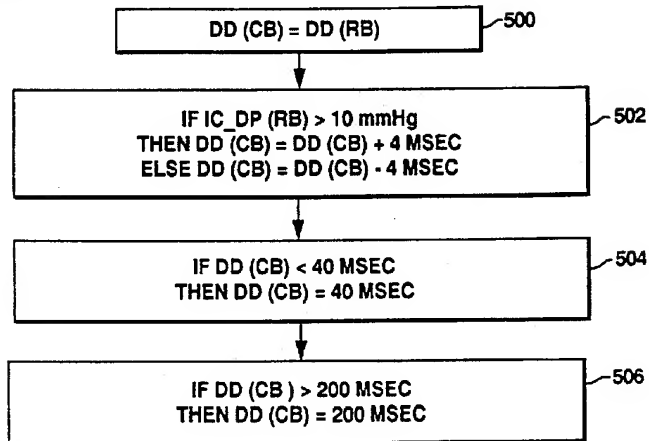 DD (CB) = DD (RB)
500
IF IC_DP (RB) > 10 mmHg
THEN DD (CB) = DD (CB) + 4 MSEC
ELSE DD (CB) = DD (CB) - 4 MSEC
502
IF DD (CB) < 40 MSEC
THEN DD (CB) = 40 MSEC
504
IF DD (CB ) > 200 MSEC
THEN DD (CB) = 200 MSEC
506